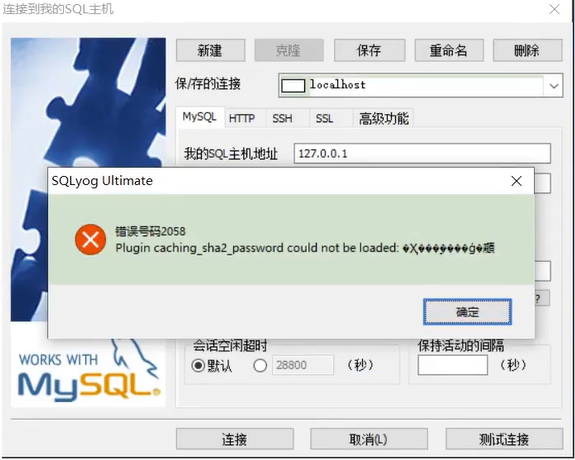 连接到我的SQL主机
新建
克隆
保存
重命名
删除
保/存的连接
localhost
MySQL
HTTP
SSH
SSL
高级功能
我的SQL主机地址
127.0.0.1
SQLyog Ultimate
错误号码2058
Plugin caching_sha2_password could not be loaded:
确定
?
会话空闲超时
保持活动的间隔
默认
28800
(秒)
(秒)
WORKS WITH
MySQL
连接
取消(L)
测试连接